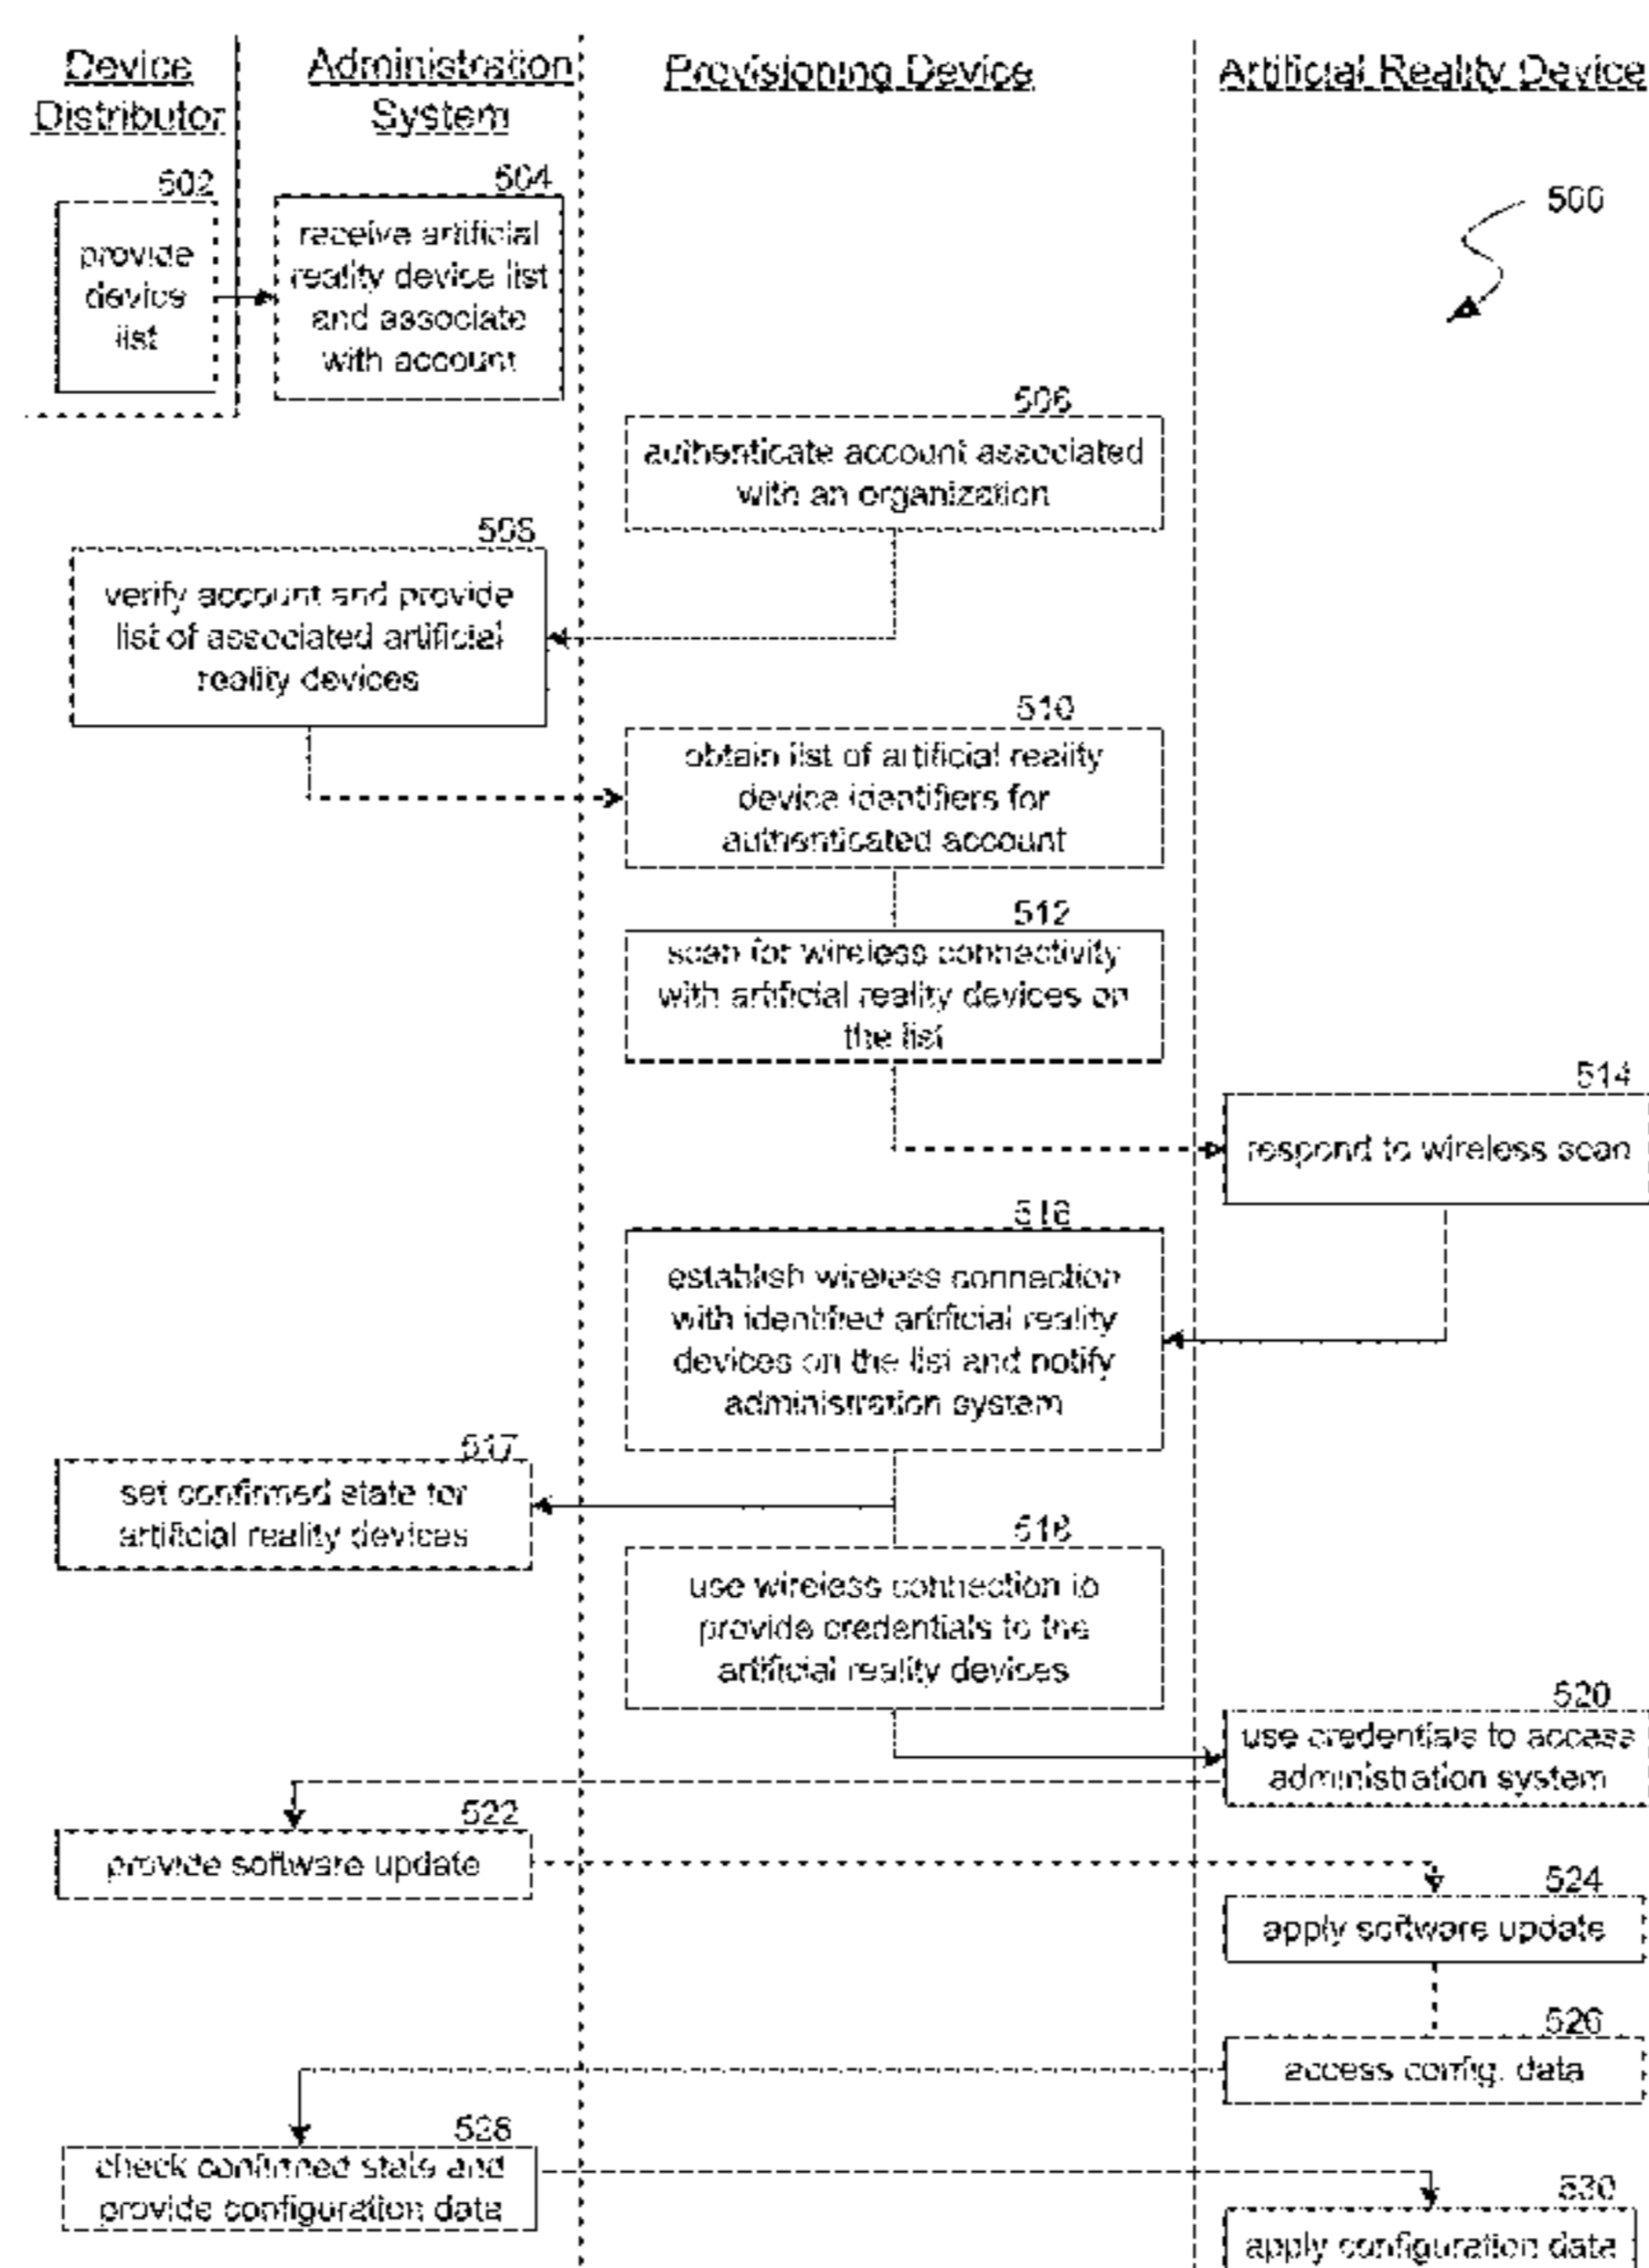 Device
Distributor
Administration
System
Provisioning Device
Artificial Reality Device
500
502
provide
device
list
504
receive artificial
reality device list
and associate
with account
506
authenticate account associated
with an organization
508
verify account and provide
list of associated artificial
reality devices
510
obtain list of artificial reality
device identifiers for
authenticated account
512
scan for wireless connectivity
with artificial reality devices on
the list
514
respond to wireless scan
516
establish wireless connection
with identified artificial reality
devices on the list and notify
administration system
517
set confirmed state for
artificial reality devices
518
use wireless connection to
provide credentials to the
artificial reality devices
520
use credentials to access
administration system
522
provide software update
524
apply software update
526
access config. data
528
check confirmed state and
provide configuration data
530
apply configuration data